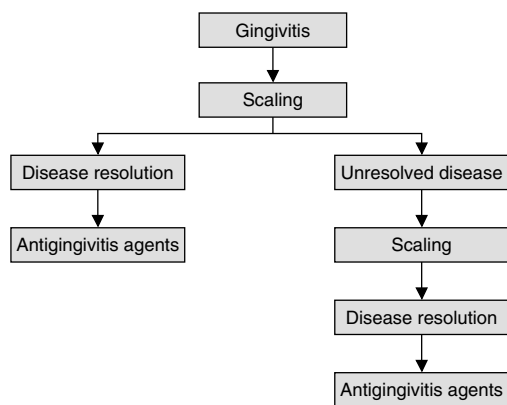 Gingivitis
Scaling
Disease resolution
Unresolved disease
Antigingivitis agents
Scaling
Disease resolution
Antigingivitis agents